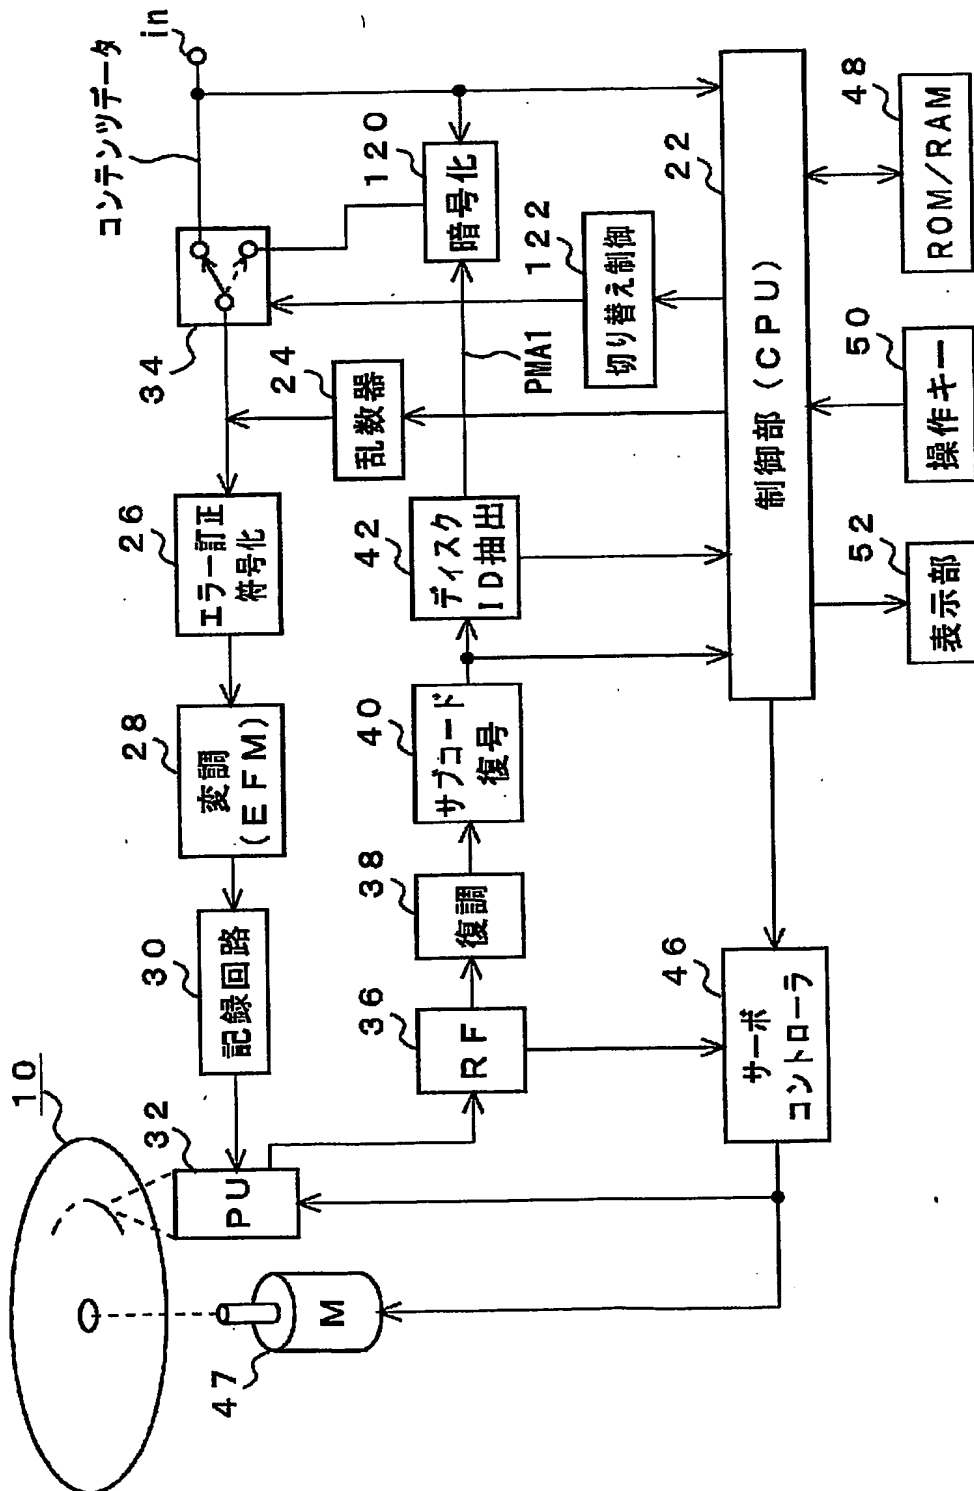 10
32
PU
47
M
30
記録回路
28
変調
(EFM)
26
エラー訂正
符号化
34
コンテンツデータ
in
36
RF
38
復調
40
サブコード
復号
42
ディスク
ID抽出
24
乱数器
PMA1
120
暗号化
122
切り替え制御
46
サーボ
コントローラ
22
制御部(CPU)
52
表示部
50
操作キー
48
ROM/RAM